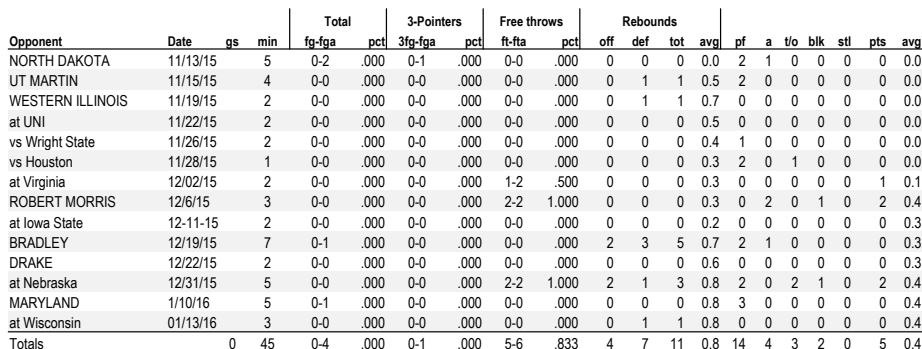 Total 3-Pointers Free throws Rebounds
Opponent Date gs min fg-fga pct 3fg-fga pct ft-fta pct off def tot avg pf a t/o blk stl pts avg
NORTH DAKOTA 11/13/15 5 0-2 .000 0-1 .000 0-0 .000 0 0 0 0.0 2 1 0 0 0 0 0.0
UT MARTIN 11/15/15 4 0-0 .000 0-0 .000 0-0 .000 0 1 1 0.5 2 0 0 0 0 0 0.0
WESTERN ILLINOIS 11/19/15 2 0-0 .000 0-0 .000 0-0 .000 0 1 1 0.7 0 0 0 0 0 0 0.0
at UNI 11/22/15 2 0-0 .000 0-0 .000 0-0 .000 0 0 0 0.5 0 0 0 0 0 0 0.0
vs Wright State 11/26/15 2 0-0 .000 0-0 .000 0-0 .000 0 0 0 0.4 1 0 0 0 0 0 0.0
vs Houston 11/28/15 1 0-0 .000 0-0 .000 0-0 .000 0 0 0 0.3 2 0 1 0 0 0 0.0
at Virginia 12/02/15 2 0-0 .000 0-0 .000 1-2 .500 0 0 0 0.3 0 0 0 0 0 1 0.1
ROBERT MORRIS 12/6/15 3 0-0 .000 0-0 .000 2-2 1.000 0 0 0 0.3 0 2 0 1 0 2 0.4
at Iowa State 12-11-15 2 0-0 .000 0-0 .000 0-0 .000 0 0 0 0.2 0 0 0 0 0 0 0.3
BRADLEY 12/19/15 7 0-1 .000 0-0 .000 0-0 .000 2 3 5 0.7 2 1 0 0 0 0 0.3
DRAKE 12/22/15 2 0-0 .000 0-0 .000 0-0 .000 0 0 0 0.6 0 0 0 0 0 0 0.3
at Nebraska 12/31/15 5 0-0 .000 0-0 .000 2-2 1.000 2 1 3 0.8 2 0 2 1 0 2 0.4
MARYLAND 1/10/16 5 0-1 .000 0-0 .000 0-0 .000 0 0 0 0.8 3 0 0 0 0 0 0.4
at Wisconsin 01/13/16 3 0-0 .000 0-0 .000 0-0 .000 0 1 1 0.8 0 0 0 0 0 0 0.4
Totals 0 45 0-4 .000 0-1 .000 5-6 .833 4 7 11 0.8 14 4 3 2 0 5 0.4